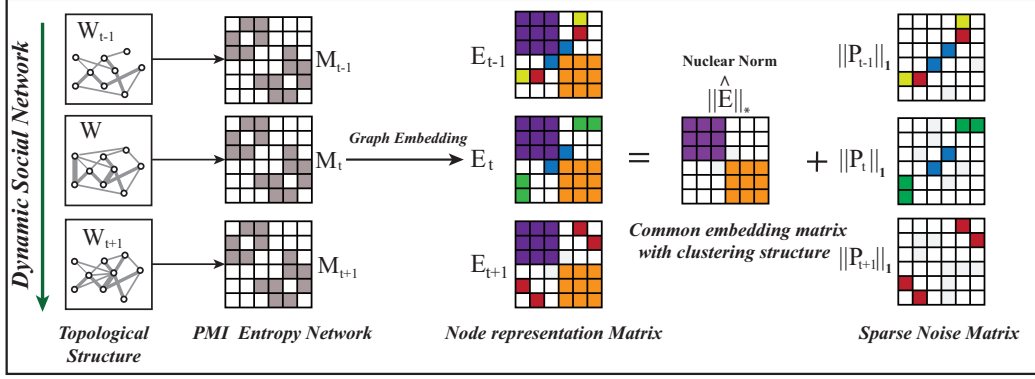 Dynamic Social Network
W_{t-1}
W
W_{t+1}
Topological
Structure
M_{t-1}
M_t
M_{t+1}
PMI Entropy Network
Graph Embedding
E_{t-1}
E_t
E_{t+1}
Node representation Matrix
=
Nuclear Norm
||Ê||_*
Common embedding matrix
with clustering structure
+
||P_{t-1}||_1
||P_t||_1
||P_{t+1}||_1
Sparse Noise Matrix